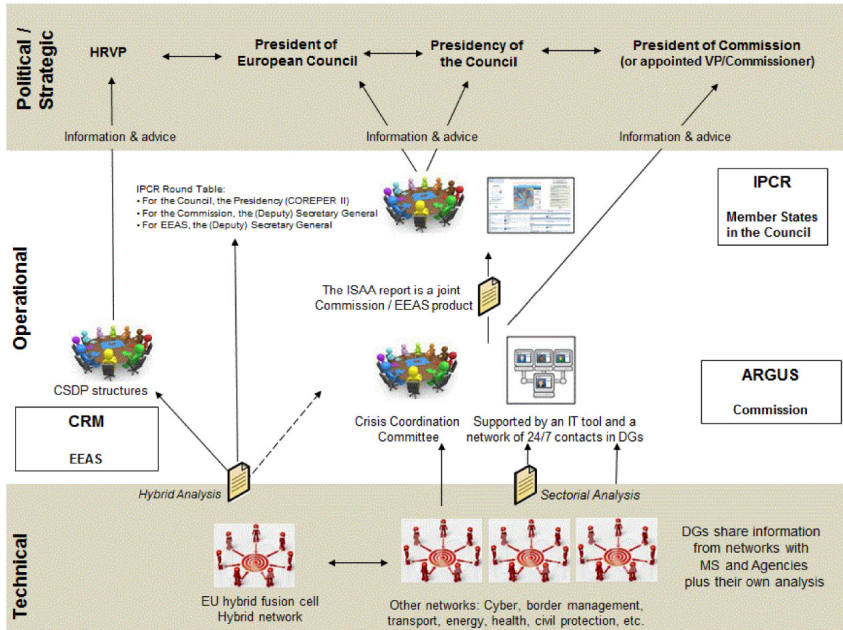 Political /
Strategic
HRVP
President of
European Council
Presidency of
the Council
President of Commission
(or appointed VP/Commissioner)
Information & advice
Information & advice
Information & advice
Operational
IPCR Round Table:
• For the Council, the Presidency (COREPER II)
• For the Commission, the (Deputy) Secretary General
• For EEAS, the (Deputy) Secretary General
IPCR
Member States
in the Council
The ISAA report is a joint
Commission / EEAS product
CSDP structures
CRM
EEAS
Crisis Coordination
Committee
Supported by an IT tool and a
network of 24/7 contacts in DGs
ARGUS
Commission
Hybrid Analysis
Sectorial Analysis
Technical
EU hybrid fusion cell
Hybrid network
Other networks: Cyber, border management,
transport, energy, health, civil protection, etc.
DGs share information
from networks with
MS and Agencies
plus their own analysis